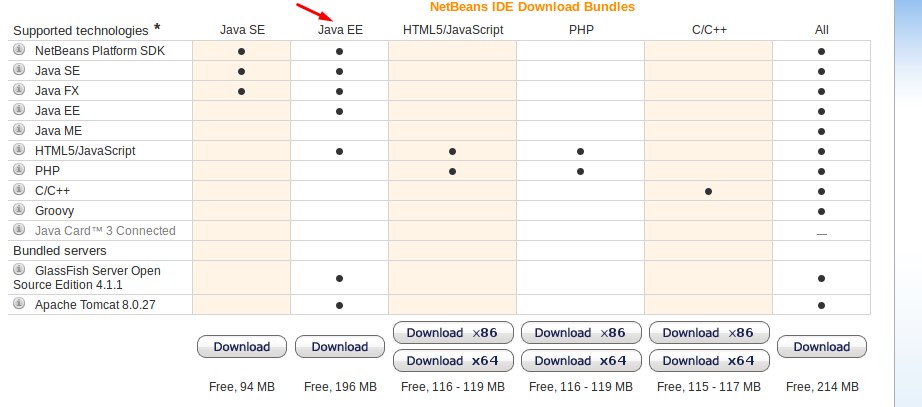 NetBeans IDE Download Bundles
Supported technologies * Java SE Java EE HTML5/JavaScript PHP C/C++ All
NetBeans Platform SDK • • •
Java SE • • •
Java FX • • •
Java EE • •
Java ME •
HTML5/JavaScript • • • •
PHP • • •
C/C++ • •
Groovy •
Java Card™ 3 Connected —
Bundled servers
GlassFish Server Open
Source Edition 4.1.1 • •
Apache Tomcat 8.0.27 • •
Download Download Download x86 Download x86 Download x86 Download
Download x64 Download x64 Download x64
Free, 94 MB Free, 196 MB Free, 116 - 119 MB Free, 116 - 119 MB Free, 115 - 117 MB Free, 214 MB